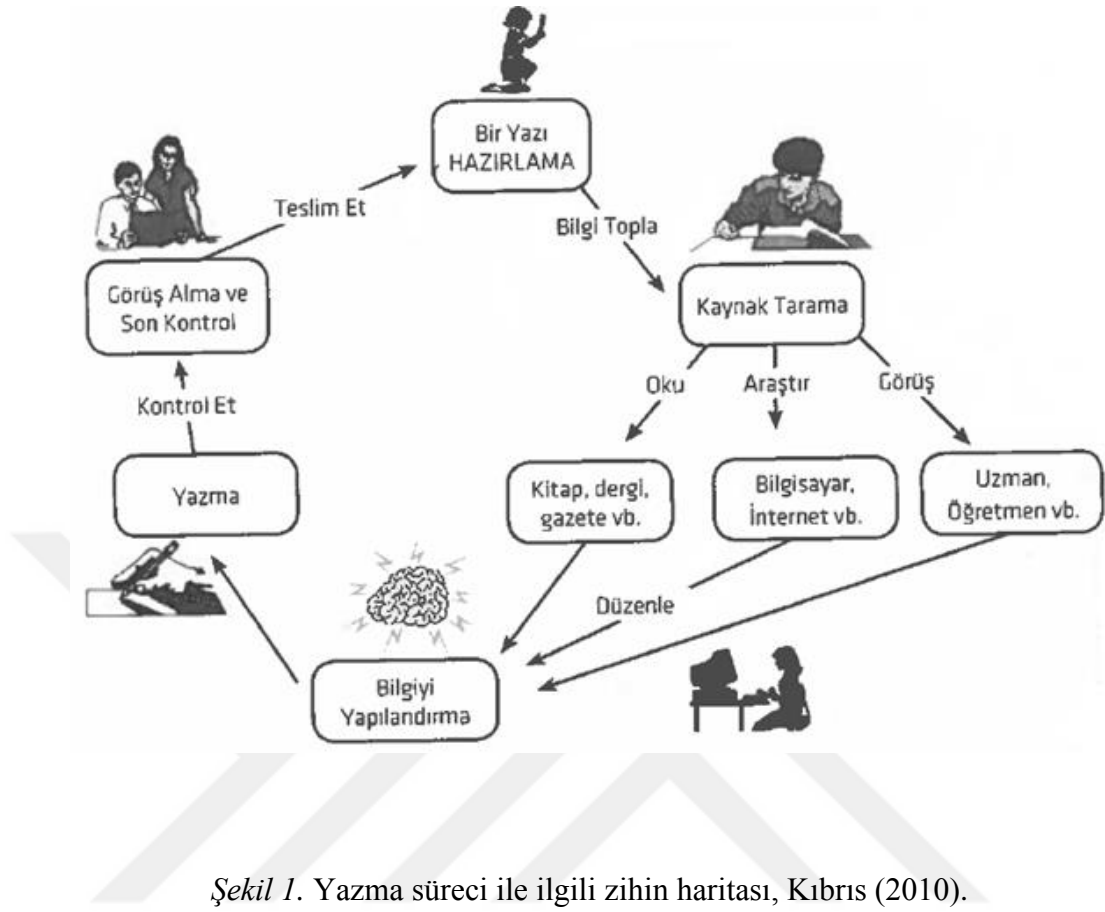 Bir Yazı
HAZIRLAMA
Teslim Et
Bilgi Topla
Görüş Alma ve
Son Kontrol
Kaynak Tarama
Oku
Araştır
Görüş
Kontrol Et
Yazma
Kitap, dergi,
gazete vb.
Bilgisayar,
İnternet vb.
Uzman,
Öğretmen vb.
Düzenle
Bilgiyi
Yapılandırma
Şekil 1. Yazma süreci ile ilgili zihin haritası, Kıbrıs (2010).